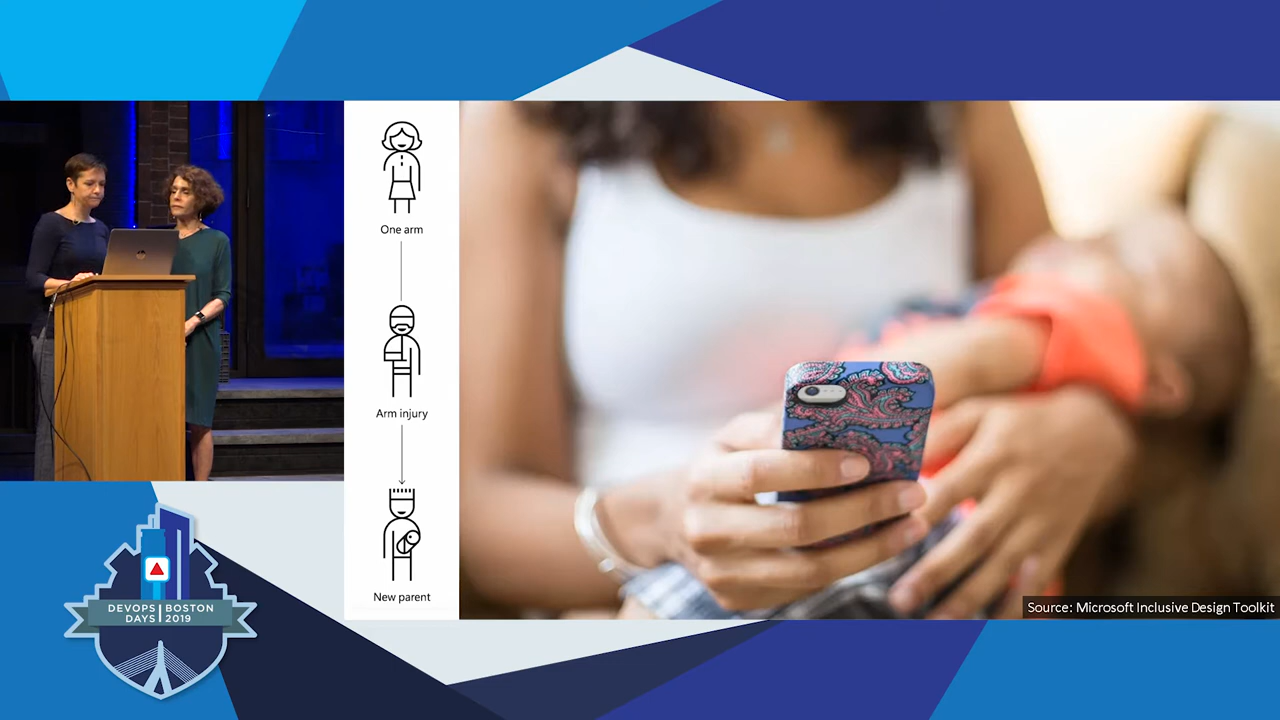 One arm
Arm injury
New parent
Source: Microsoft Inclusive Design Toolkit
DEVOPS BOSTON
DAYS 2019